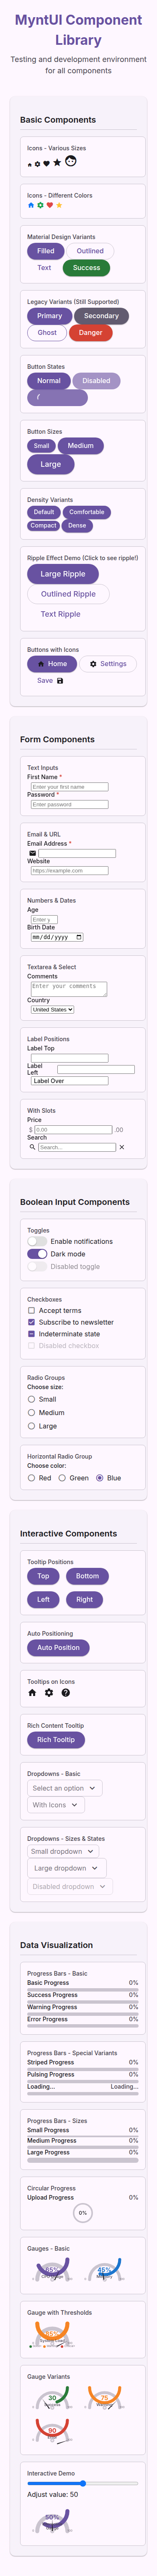 MyntUI Component
Library
Testing and development environment
for all components
Basic Components
Icons - Various Sizes
Icons - Different Colors
Material Design Variants
Filled
Outlined
Text
Success
Legacy Variants (Still Supported)
Primary
Secondary
Ghost
Danger
Button States
Normal
Disabled
Button Sizes
Small
Medium
Large
Density Variants
Default
Comfortable
Compact
Dense
Ripple Effect Demo (Click to see ripple!)
Large Ripple
Outlined Ripple
Text Ripple
Buttons with Icons
Home
Settings
Save
Form Components
Text Inputs
First Name *
Enter your first name
Password *
Enter password
Email & URL
Email Address *
Website
https://example.com
Numbers & Dates
Age
Enter y
Birth Date
mm/dd/yyyy
Textarea & Select
Comments
Enter your comments
Country
United States
Label Positions
Label Top
Label
Left
Label Over
With Slots
Price
$ 0.00 .00
Search
Search...
Boolean Input Components
Toggles
Enable notifications
Dark mode
Disabled toggle
Checkboxes
Accept terms
Subscribe to newsletter
Indeterminate state
Disabled checkbox
Radio Groups
Choose size:
Small
Medium
Large
Horizontal Radio Group
Choose color:
Red Green Blue
Interactive Components
Tooltip Positions
Top
Bottom
Left
Right
Auto Positioning
Auto Position
Tooltips on Icons
Rich Content Tooltip
Rich Tooltip
Dropdowns - Basic
Select an option
With Icons
Dropdowns - Sizes & States
Small dropdown
Large dropdown
Disabled dropdown
Data Visualization
Progress Bars - Basic
Basic Progress 0%
Success Progress 0%
Warning Progress 0%
Error Progress 0%
Progress Bars - Special Variants
Striped Progress 0%
Pulsing Progress 0%
Loading... Loading...
Progress Bars - Sizes
Small Progress 0%
Medium Progress 0%
Large Progress 0%
Circular Progress
Upload Progress 0%
0%
Gauges - Basic
65%
45%
Gauge with Thresholds
Gauge Variants
30
75
90
Interactive Demo
Adjust value: 50
50%